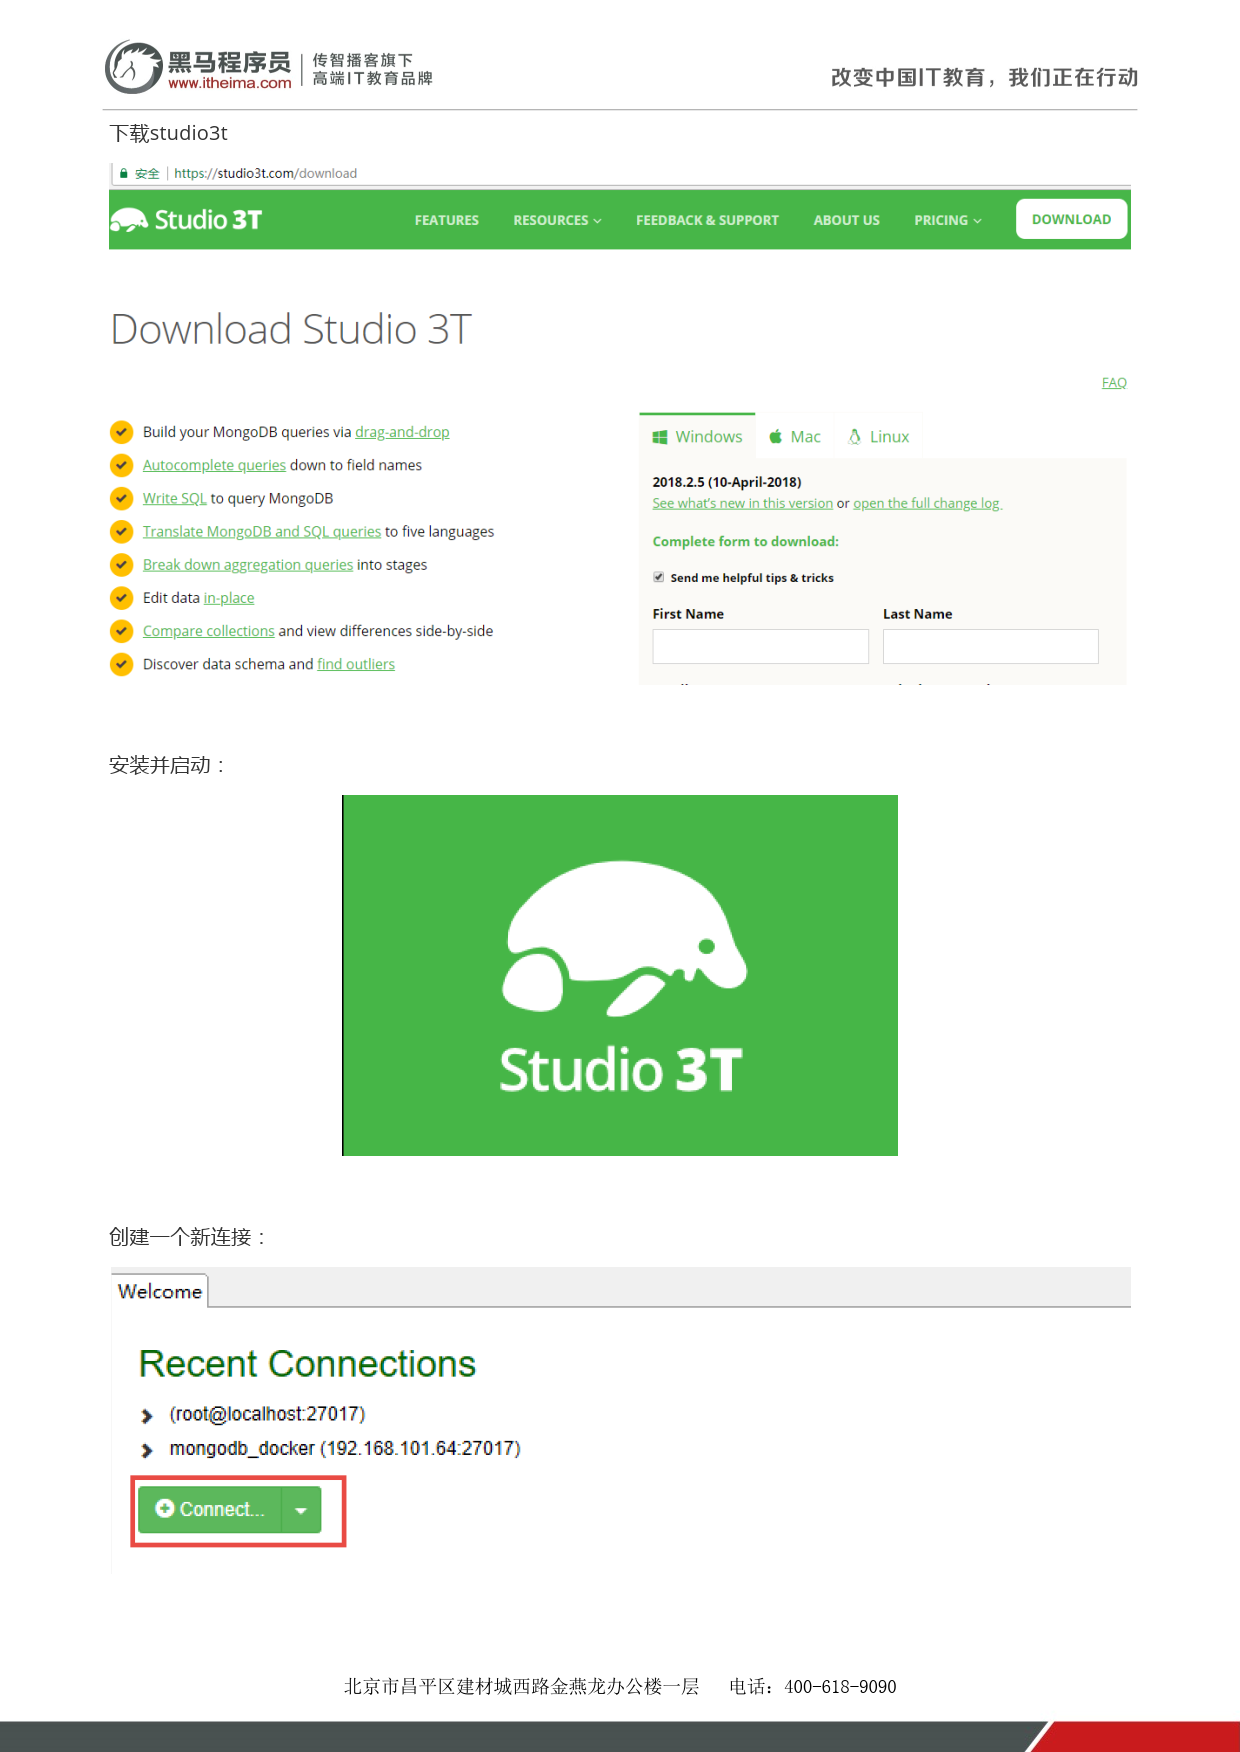 黑马程序员
www.itheima.com
传智播客旗下
高端IT教育品牌
改变中国IT教育，我们正在行动
下载studio3t
安全 | https://studio3t.com/download
Studio 3T
FEATURES RESOURCES FEEDBACK & SUPPORT ABOUT US PRICING DOWNLOAD
Download Studio 3T
FAQ
Build your MongoDB queries via drag-and-drop
Autocomplete queries down to field names
Write SQL to query MongoDB
Translate MongoDB and SQL queries to five languages
Break down aggregation queries into stages
Edit data in-place
Compare collections and view differences side-by-side
Discover data schema and find outliers
Windows Mac Linux
2018.2.5 (10-April-2018)
See what's new in this version or open the full change log
Complete form to download:
Send me helpful tips & tricks
First Name Last Name
安装并启动：
Studio 3T
创建一个新连接：
Welcome
Recent Connections
(root@localhost:27017)
mongodb_docker (192.168.101.64:27017)
Connect...
北京市昌平区建材城西路金燕龙办公楼一层 电话：400-618-9090